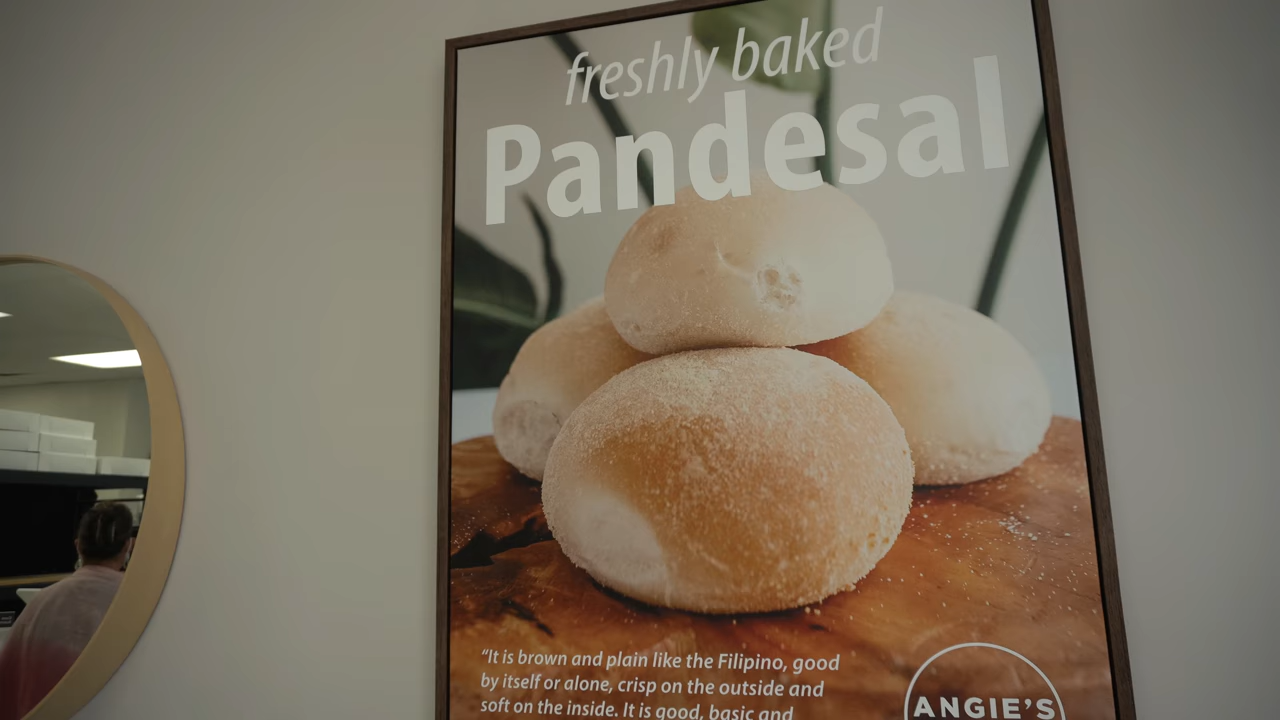 freshly baked
Pandesal
“It is brown and plain like the Filipino, good
by itself or alone, crisp on the outside and
soft on the inside. It is good, basic and
ANGIE’S